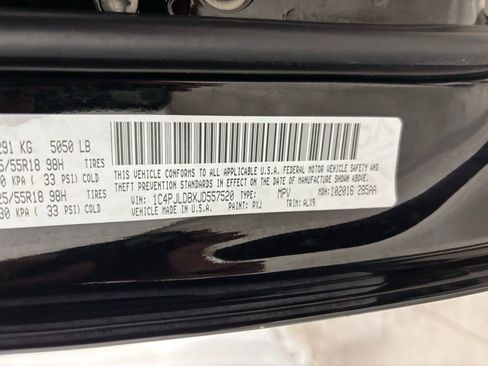 291 KG 5050 LB
5/55R18 98H TIRES
0 KPa ( 33 PSI) COLD
25/55R18 98H TIRES
30 KPa ( 33 PSI) COLD
THIS VEHICLE CONFORMS TO ALL APPLICABLE U.S.A. FEDERAL MOTOR VEHICLE SAFETY,
BUMPER, AND THEFT PREVENTION STANDARDS IN EFFECT ON THE DATE OF MANUFACTURE SHOWN ABOVE.
VIN: 1C4PJLDBXJD557520 TYPE: MPV MDH: 102016 285AA
VEHICLE MADE IN U.S.A. PAINT: PXJ TRIM: ALX9